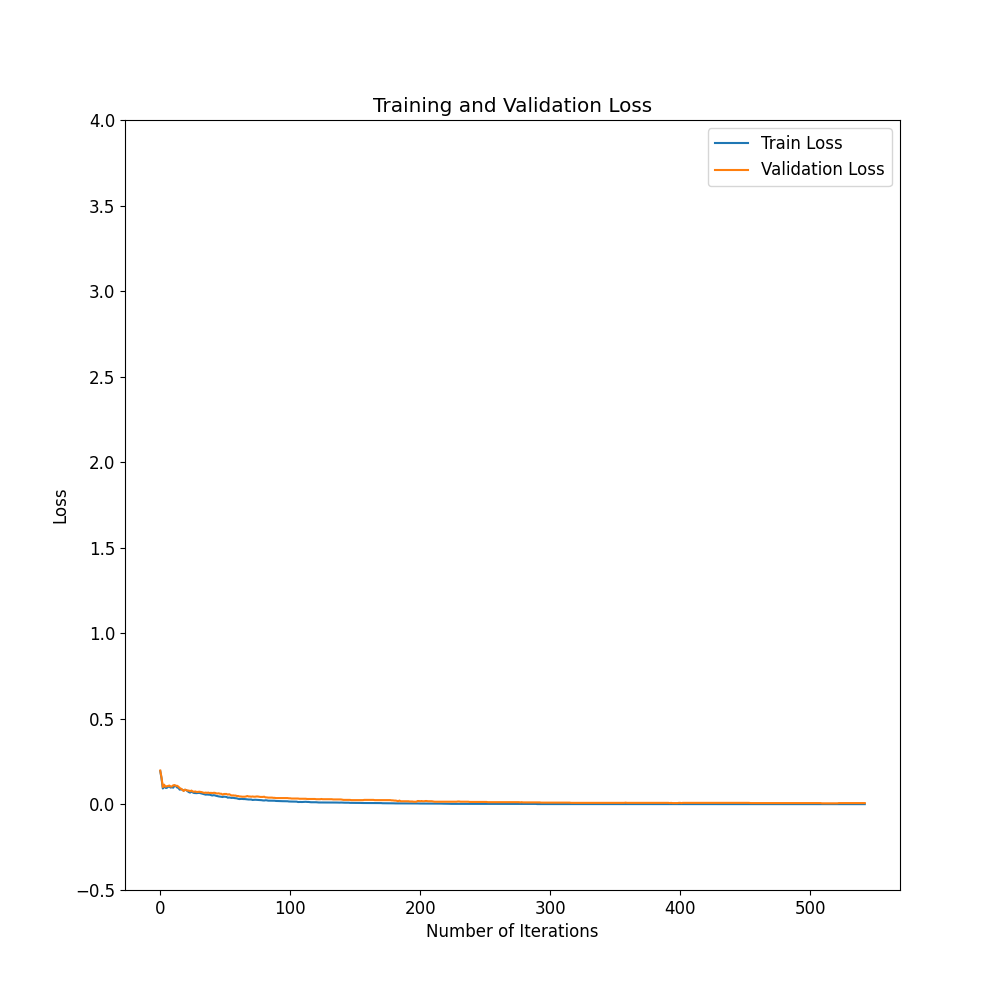 Training and Validation Loss
4.0
3.5
3.0
2.5
2.0
1.5
1.0
0.5
0.0
−0.5
Loss
Train Loss
Validation Loss
0 100 200 300 400 500
Number of Iterations